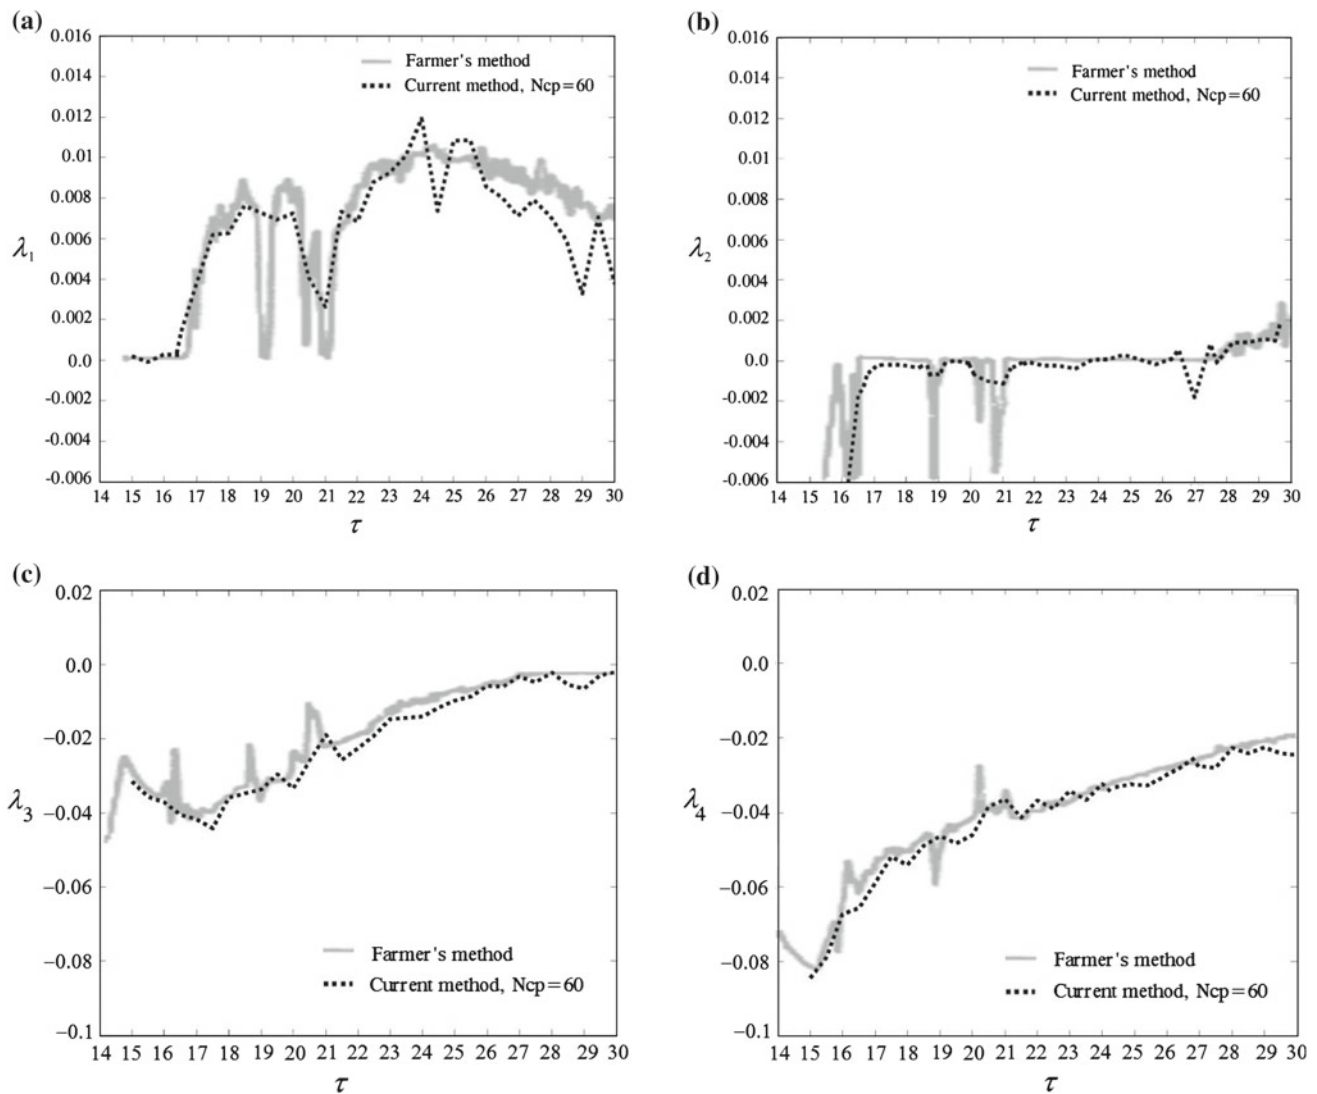 (a)
0.016
0.014
0.012
0.01
0.008
0.006
0.004
0.002
0.0
-0.002
-0.004
-0.006
λ1
Farmer's method
Current method, Ncp=60
14 15 16 17 18 19 20 21 22 23 24 25 26 27 28 29 30
τ
(b)
0.016
0.014
0.012
0.01
0.008
0.006
0.004
0.002
0.0
-0.002
-0.004
-0.006
λ2
Farmer's method
Current method, Ncp=60
14 15 16 17 18 19 20 21 22 23 24 25 26 27 28 29 30
τ
(c)
0.02
0.0
−0.02
−0.04
−0.06
−0.08
−0.1
λ3
Farmer's method
Current method, Ncp=60
14 15 16 17 18 19 20 21 22 23 24 25 26 27 28 29 30
τ
(d)
0.02
0.0
−0.02
−0.04
−0.06
−0.08
−0.1
λ4
Farmer's method
Current method, Ncp=60
14 15 16 17 18 19 20 21 22 23 24 25 26 27 28 29 30
τ